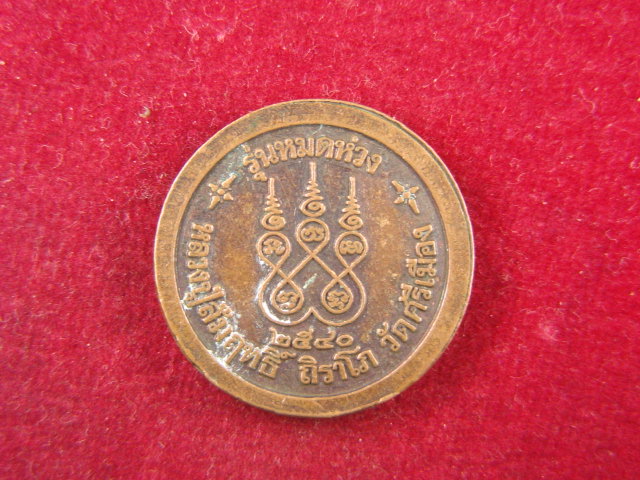 รุ่นหมดห่วง
๒๕๔๐
หลวงปู่สัมฤทธิ์ ถิราโภ วัดศรีเมือง